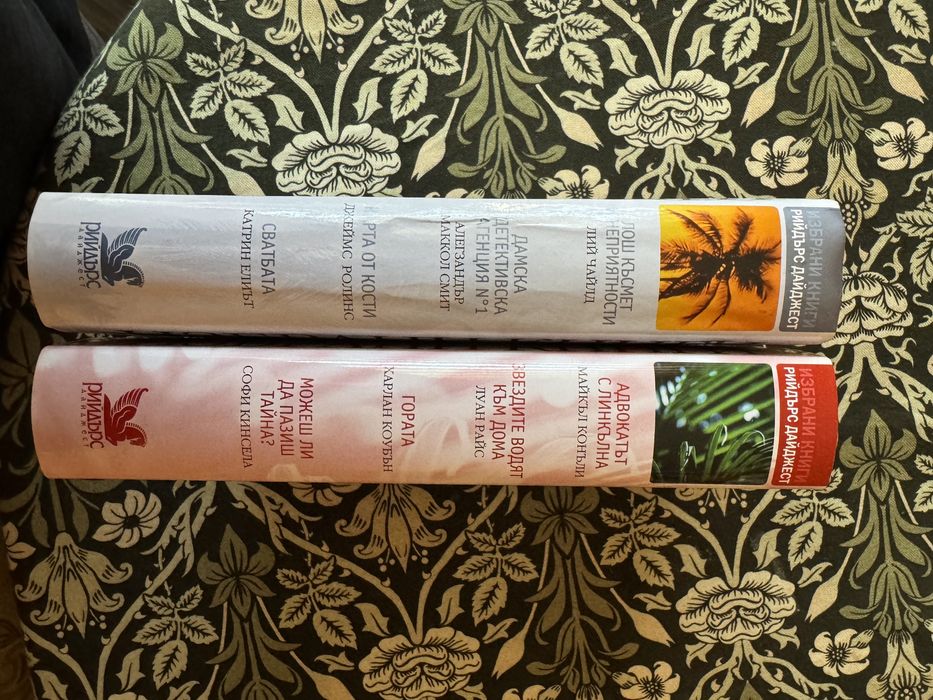 ИЗБРАНИ КНИГИ
РИЙДЪРС ДАЙДЖЕСТ
ЛОШ КЪСМЕТ
НЕПРИЯТНОСТИ
ЛИЙ ЧАЙЛД
ДАМСКА
ДЕТЕКТИВСКА
АГЕНЦИЯ №1
АЛЕГЗАНДЪР
МАККОЛ СМИТ
РТА ОТ КОСТИ
ДЖЕЙМС РОЛИНС
СВАТБАТА
КАТРИН ЕЛИЪТ
РИЙДЪРС
Дайджест
ИЗБРАНИ КНИГИ
РИЙДЪРС ДАЙДЖЕСТ
АДВОКАТЪТ
С ЛИНКЪЛНА
МАЙКЪЛ КОНЪЛИ
ЗВЕЗДИТЕ ВОДЯТ
КЪМ ДОМА
ЛУАН РАЙС
ГОРАТА
ХАРЛАН КОУБЪН
МОЖЕШ ЛИ
ДА ПАЗИШ
ТАЙНА?
СОФИ КИНСЕЛА
РИЙДЪРС
Дайджест